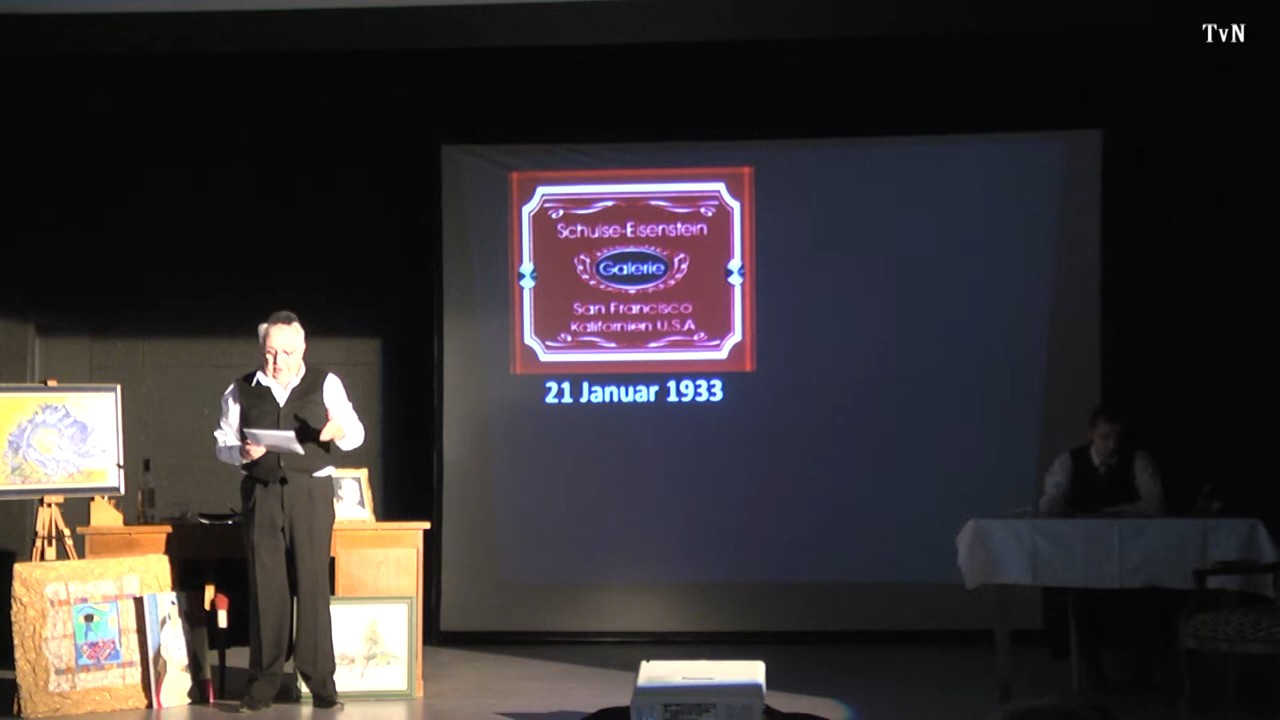 TvN
Schulse-Eisenstein
Galerie
San Francisco
Kalifornien U.S.A
21 Januar 1933